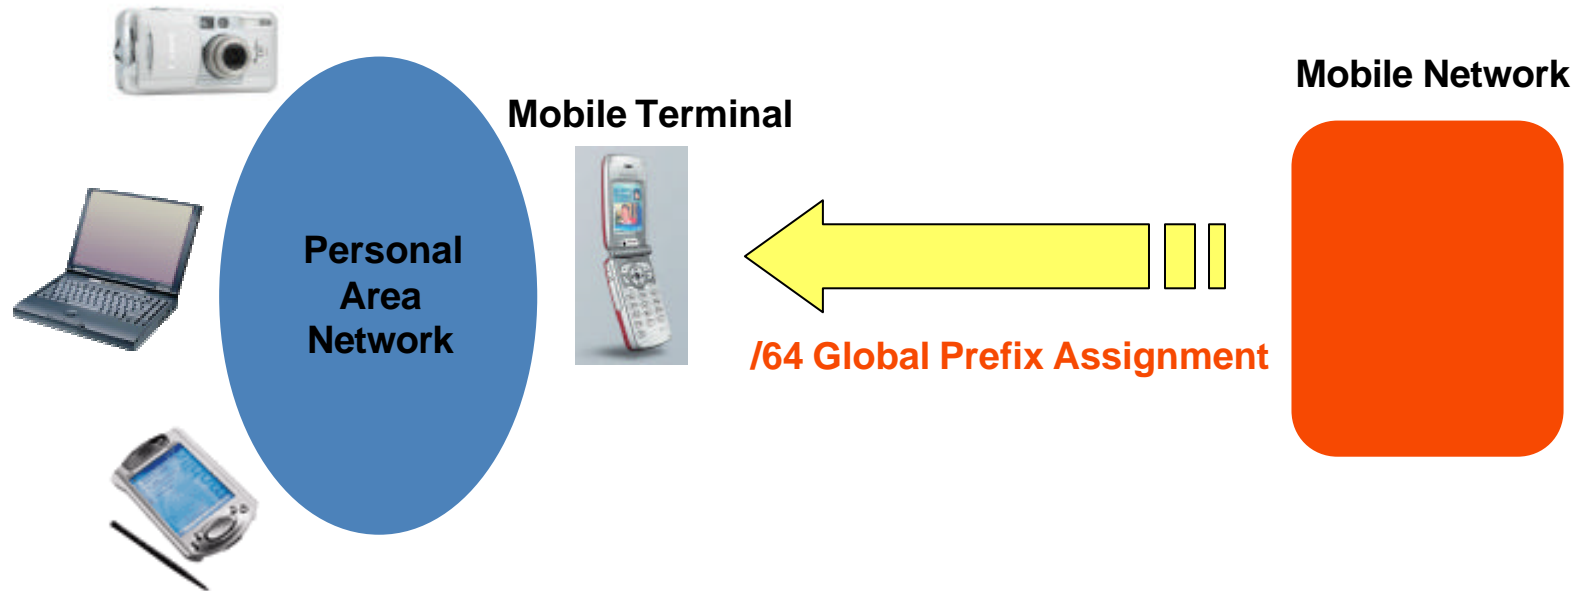 Mobile Network
Mobile Terminal
Personal
Area
Network
/64 Global Prefix Assignment